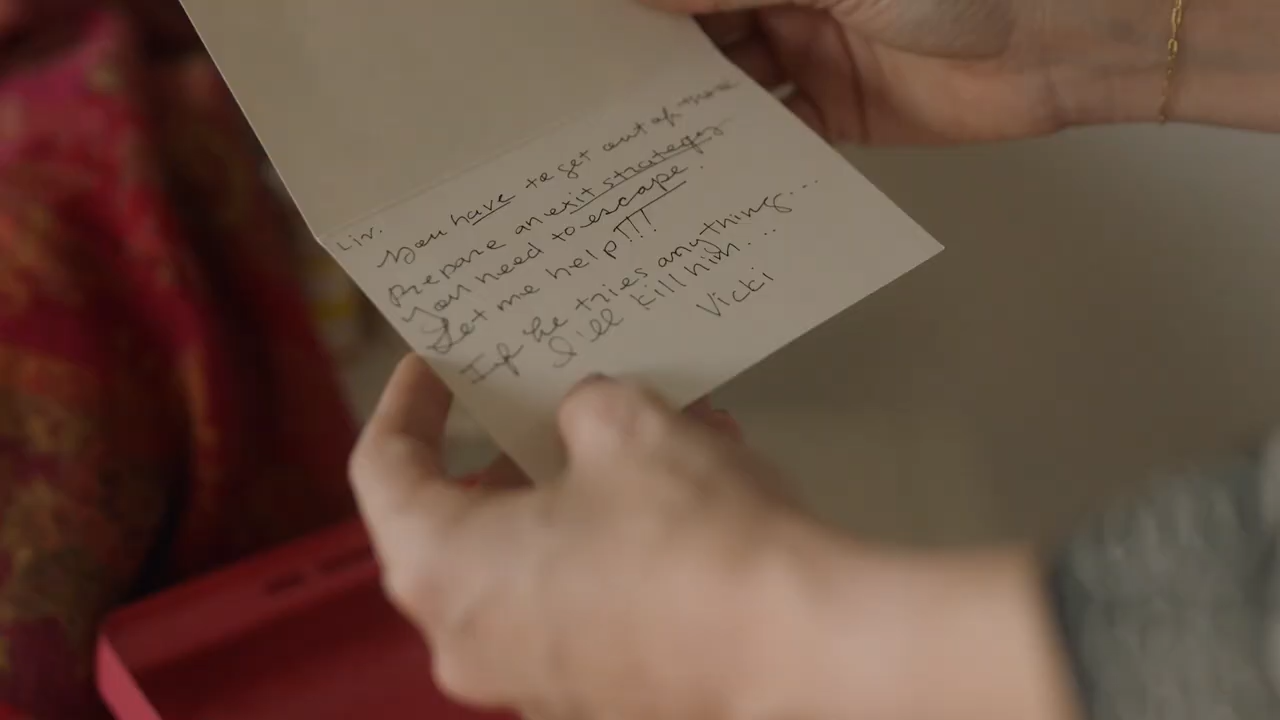 Liv.
You have to get out of there
Prepare an exit strategy
You need to escape.
Let me help!!!
If he tries anything...
I'll kill him...
Vicki